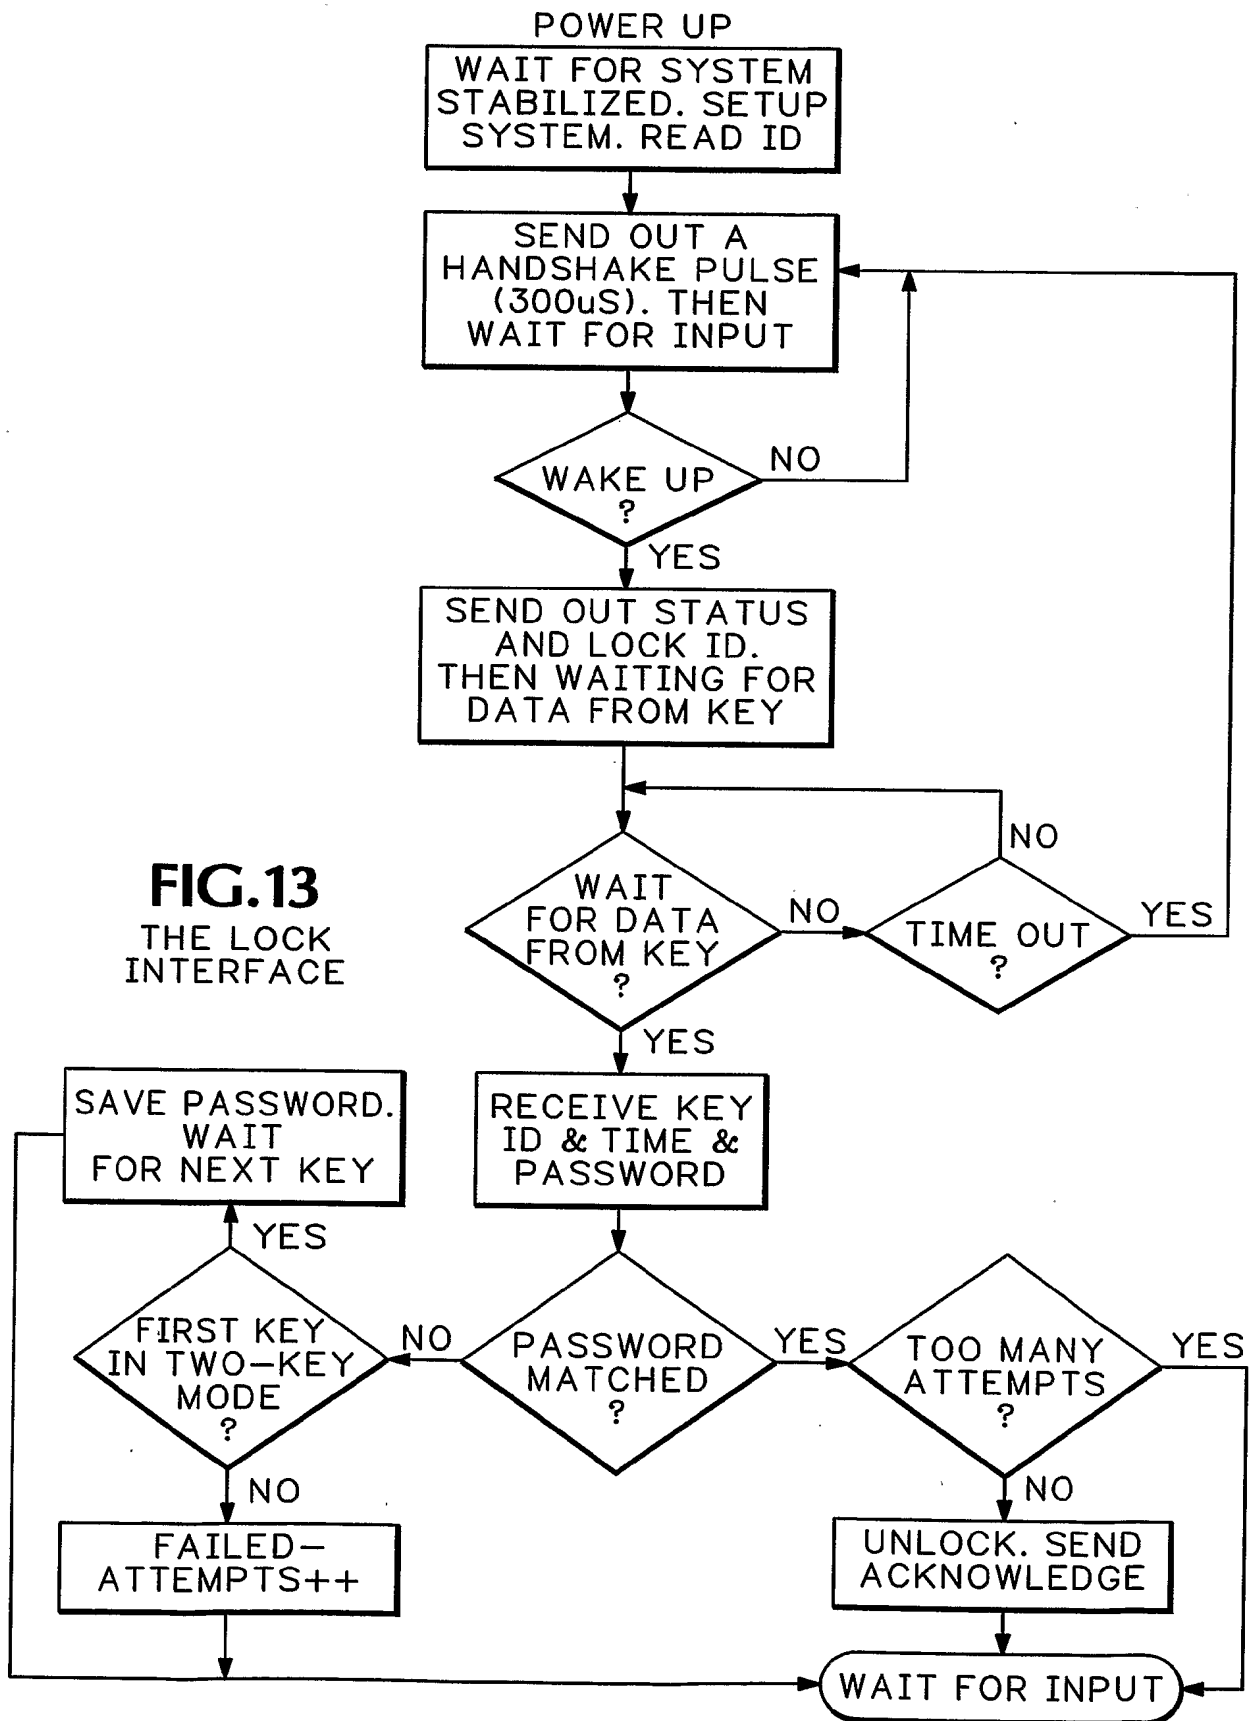 POWER UP
WAIT FOR SYSTEM
STABILIZED. SETUP
SYSTEM. READ ID
SEND OUT A
HANDSHAKE PULSE
(300uS). THEN
WAIT FOR INPUT
WAKE UP
?
NO
YES
SEND OUT STATUS
AND LOCK ID.
THEN WAITING FOR
DATA FROM KEY
WAIT
FOR DATA
FROM KEY
?
NO
TIME OUT
?
NO
YES
FIG.13
THE LOCK
INTERFACE
YES
RECEIVE KEY
ID & TIME &
PASSWORD
SAVE PASSWORD.
WAIT
FOR NEXT KEY
YES
FIRST KEY
IN TWO-KEY
MODE
?
NO
PASSWORD
MATCHED
?
YES
TOO MANY
ATTEMPTS
?
YES
NO
FAILED-
ATTEMPTS++
NO
UNLOCK. SEND
ACKNOWLEDGE
WAIT FOR INPUT